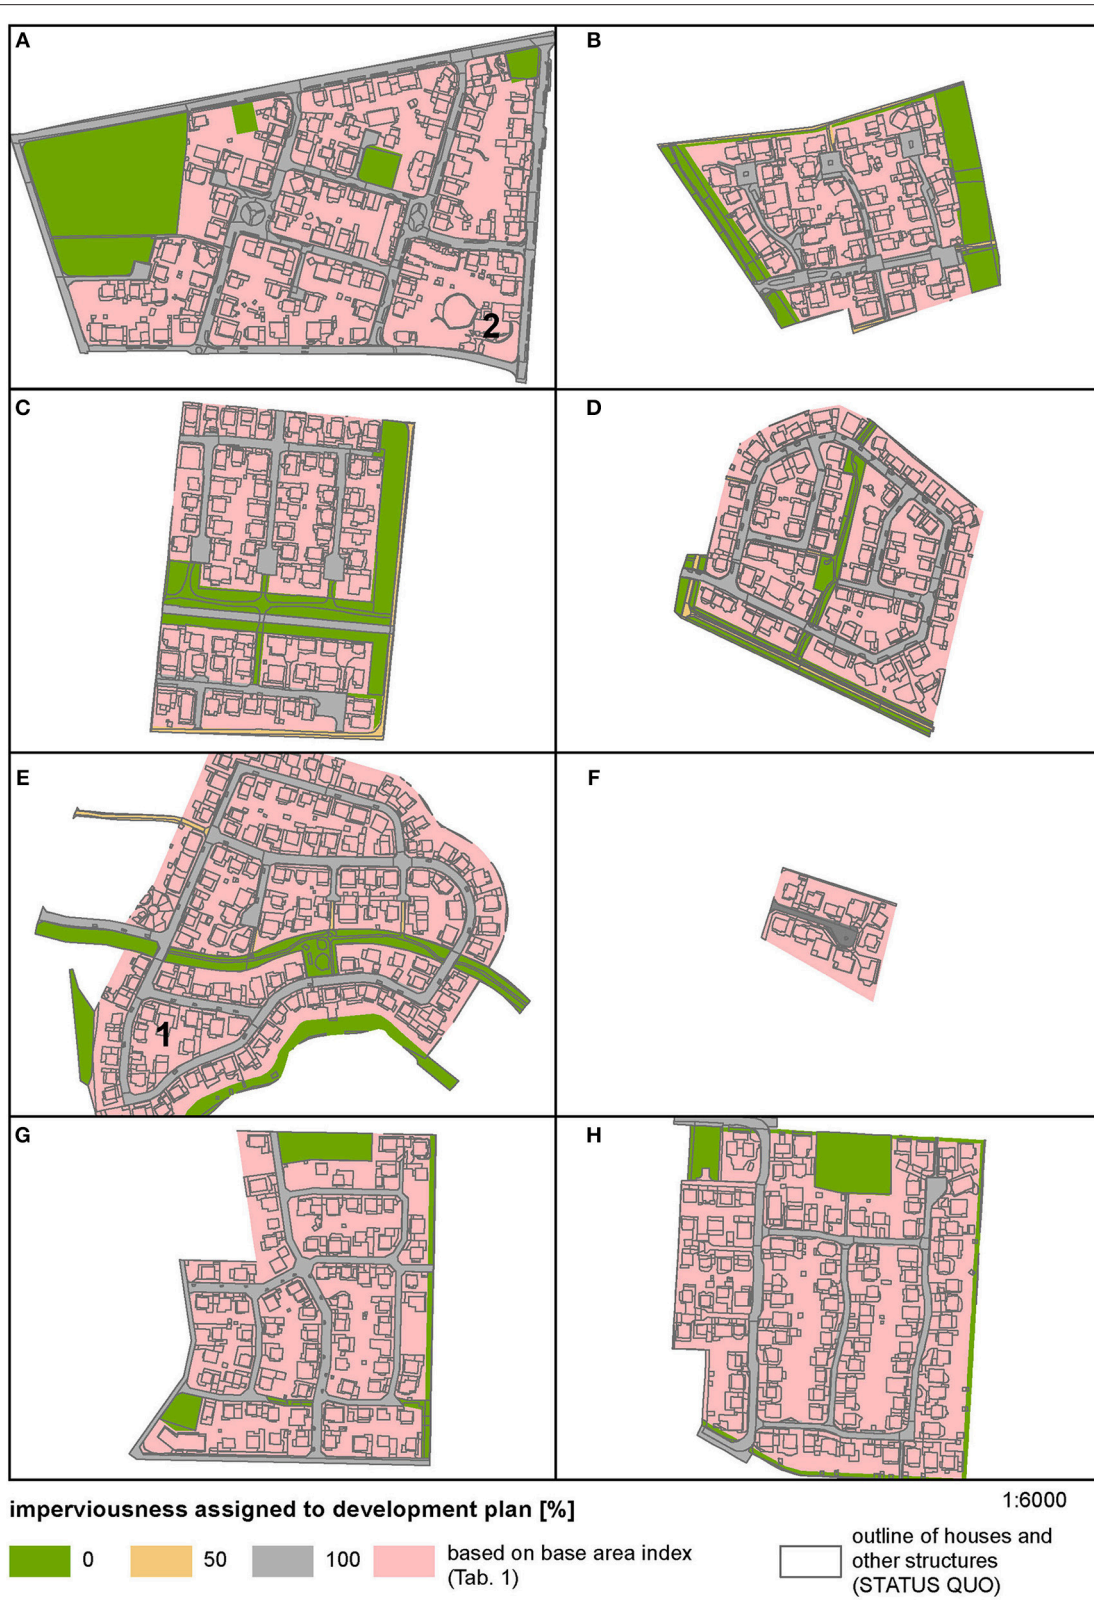 A
B
2
C
D
E
F
1
G
H
1:6000
imperviousness assigned to development plan [%]
0
50
100
based on base area index
(Tab. 1)
outline of houses and
other structures
(STATUS QUO)